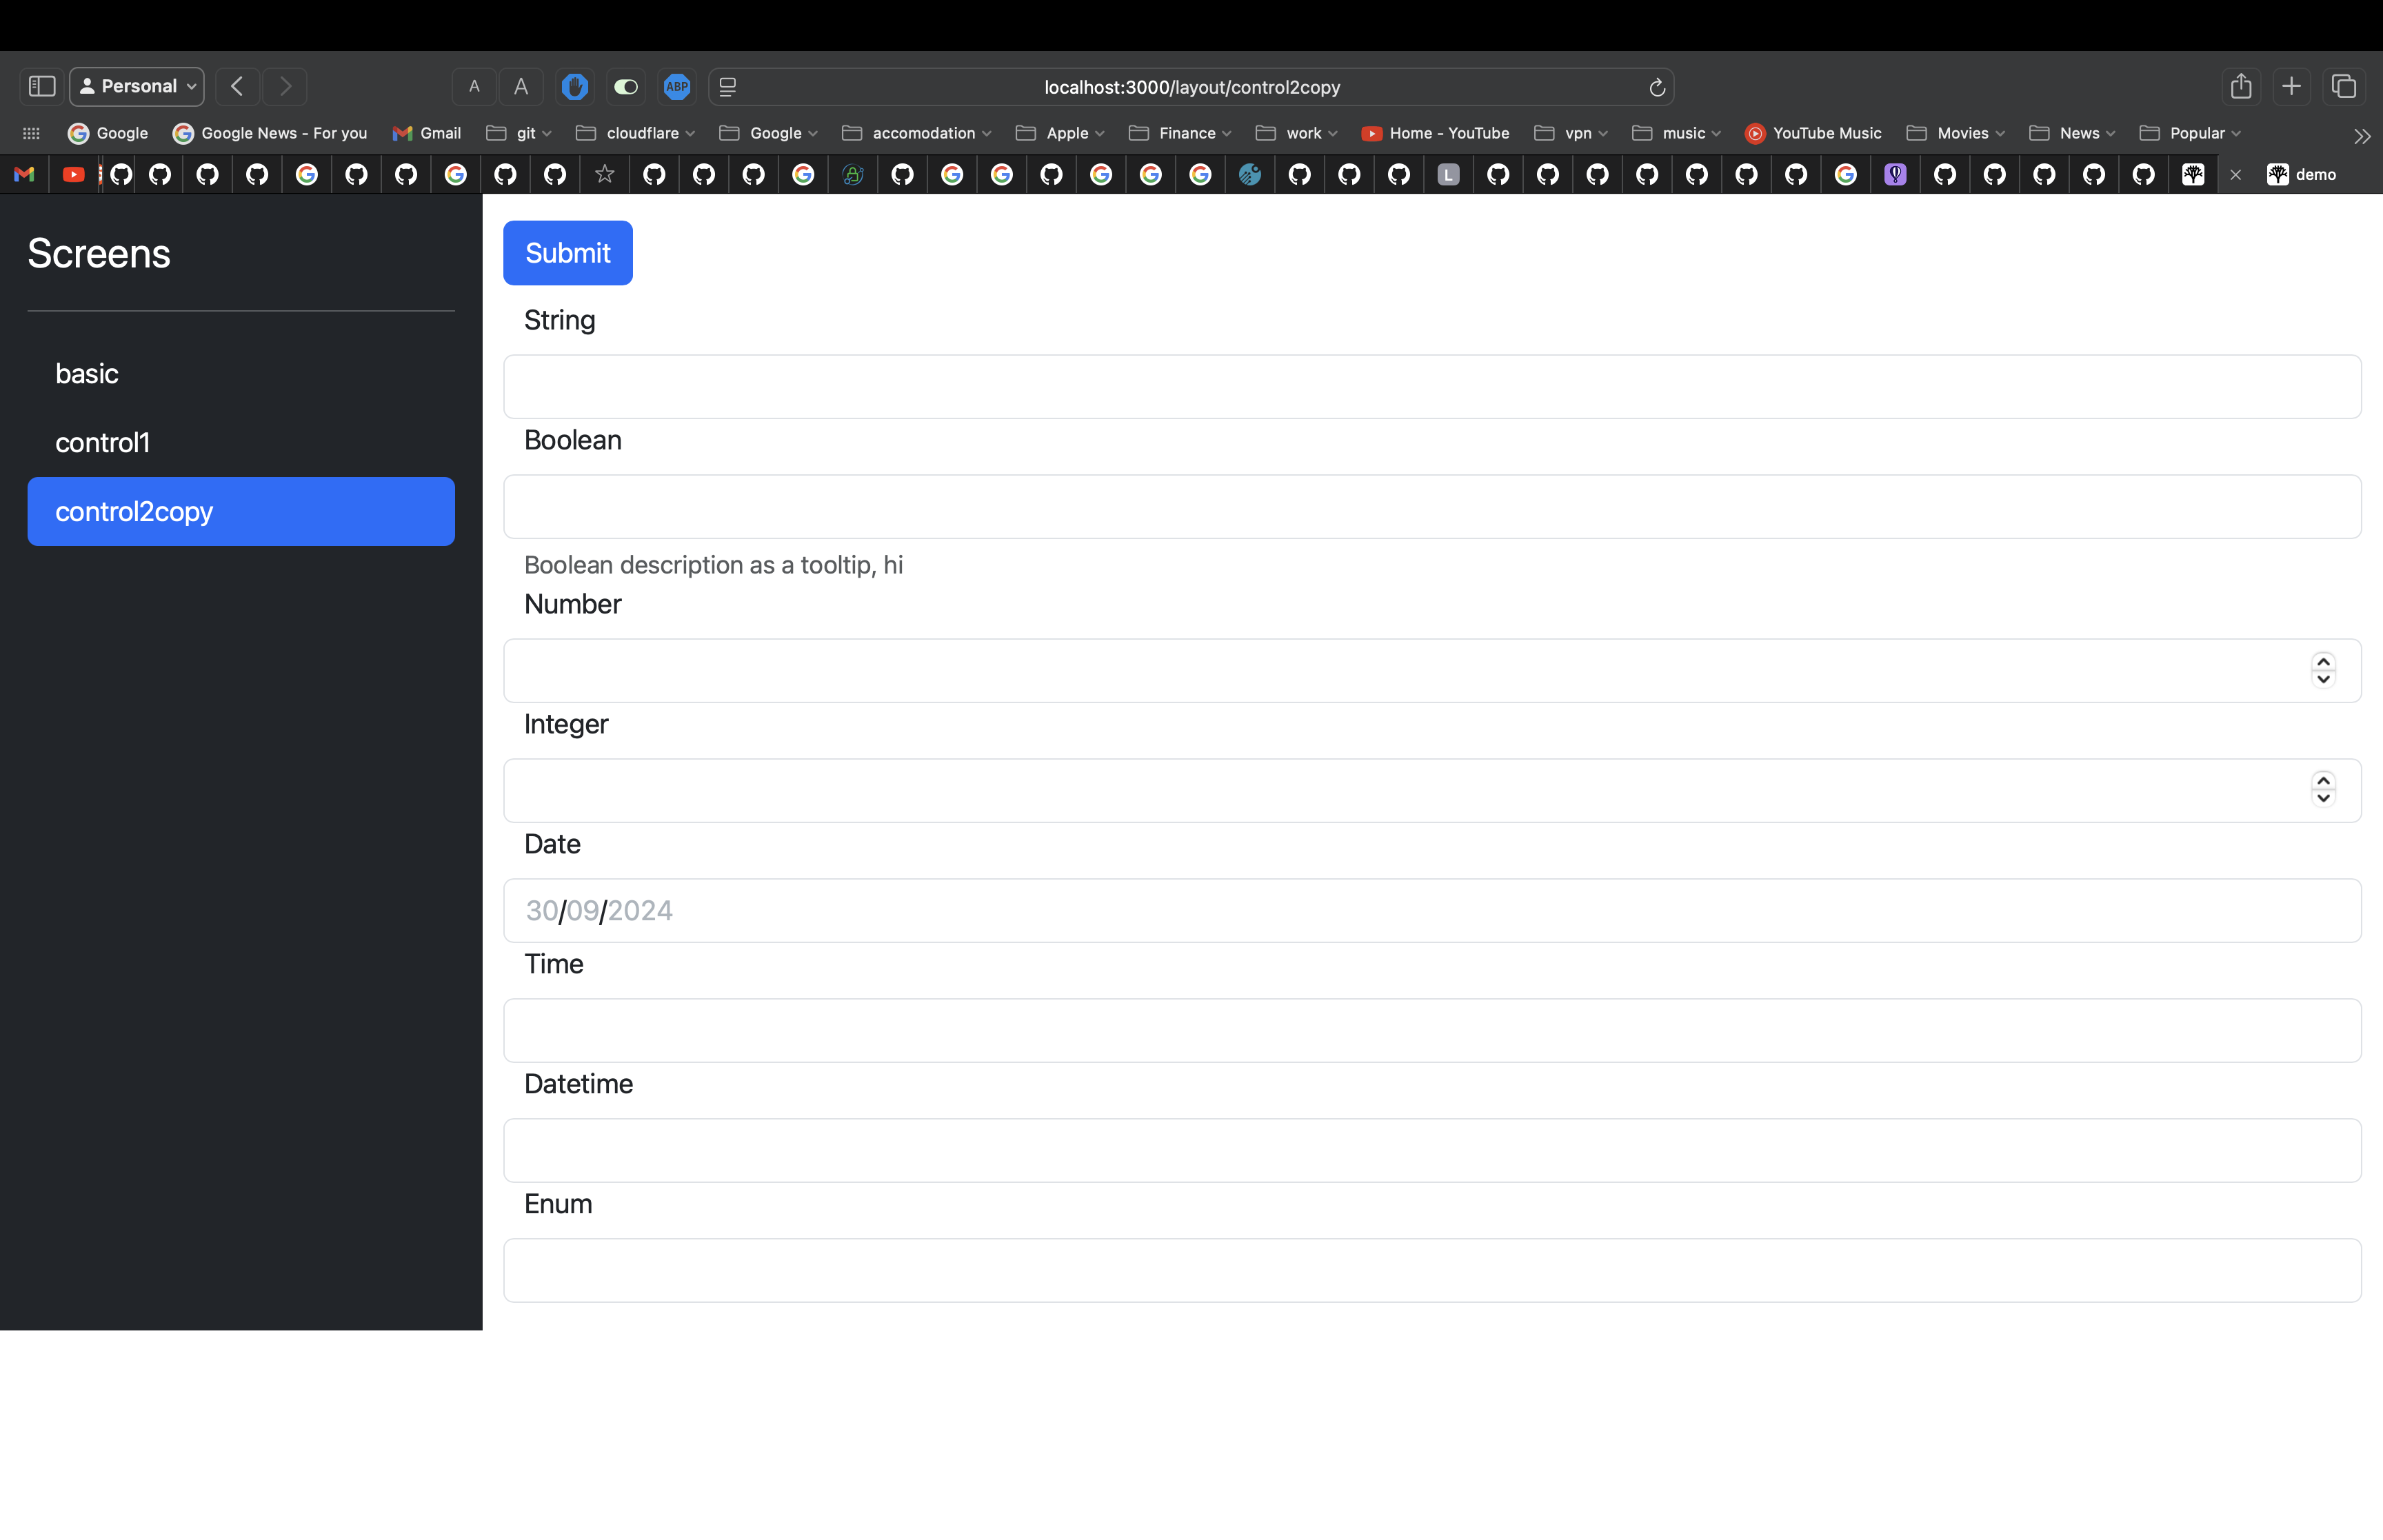 Personal
A A ABP localhost:3000/layout/control2copy
Google Google News - For you Gmail git cloudflare Google accomodation Apple Finance work Home - YouTube vpn music YouTube Music Movies News Popular
L demo
Screens
basic
control1
control2copy
Submit
String
Boolean
Boolean description as a tooltip, hi
Number
Integer
Date
30/09/2024
Time
Datetime
Enum